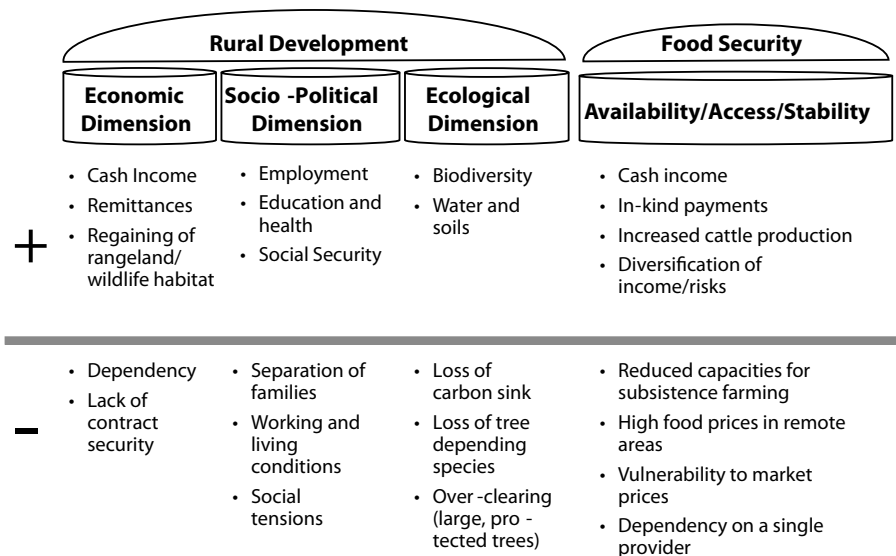 Rural Development
Food Security
Economic
Dimension
Socio -Political
Dimension
Ecological
Dimension
Availability/Access/Stability
+
• Cash Income
• Remittances
• Regaining of
rangeland/
wildlife habitat
• Employment
• Education and
health
• Social Security
• Biodiversity
• Water and
soils
• Cash income
• In-kind payments
• Increased cattle production
• Diversification of
income/risks
-
• Dependency
• Lack of
contract
security
• Separation of
families
• Working and
living
conditions
• Social
tensions
• Loss of
carbon sink
• Loss of tree
depending
species
• Over -clearing
(large, pro -
tected trees)
• Reduced capacities for
subsistence farming
• High food prices in remote
areas
• Vulnerability to market
prices
• Dependency on a single
provider